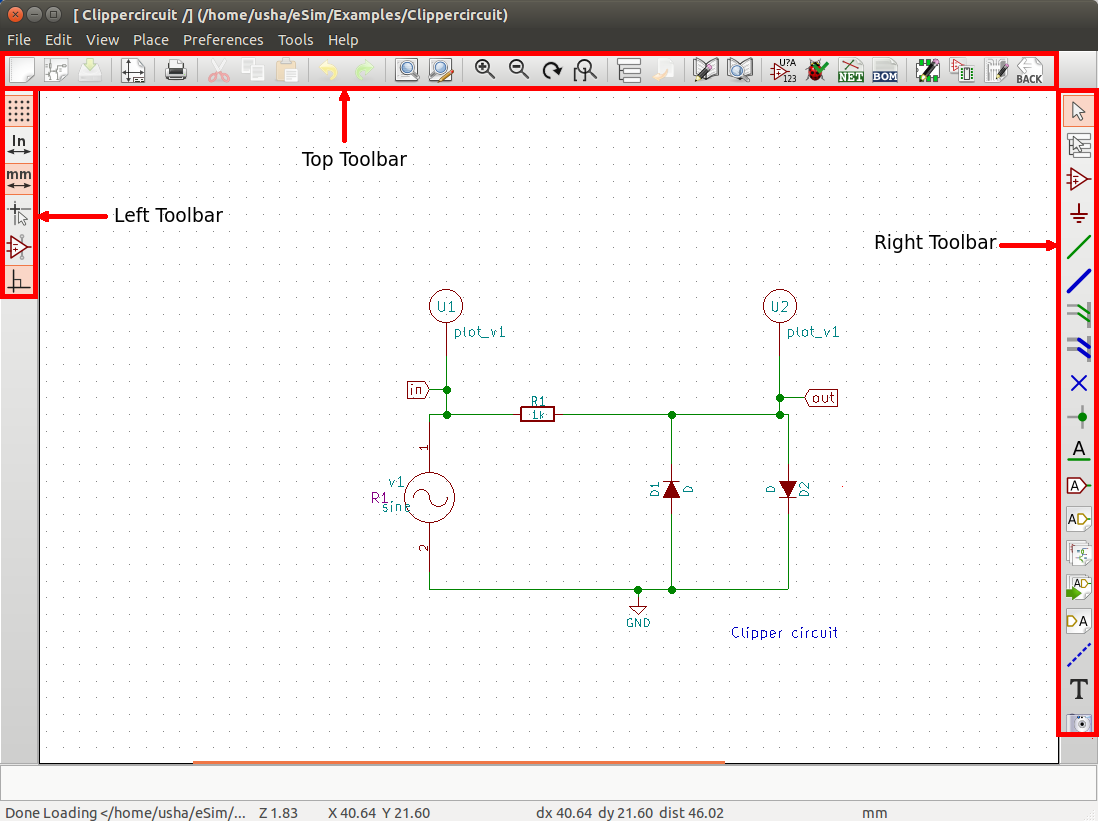 [ Clippercircuit /] (/home/usha/eSim/Examples/Clippercircuit)
File Edit View Place Preferences Tools Help
U?A
123
NET
BOM
BACK
In
mm
Top Toolbar
Left Toolbar
Right Toolbar
U1
plot_v1
U2
plot_v1
in
out
R1
1k
1
v1
R1.
sine
2
D1
D
D
D2
GND
Clipper circuit
A
A
AD
AD
A
T
Done Loading </home/usha/eSim/... Z 1.83 X 40.64 Y 21.60 dx 40.64 dy 21.60 dist 46.02 mm